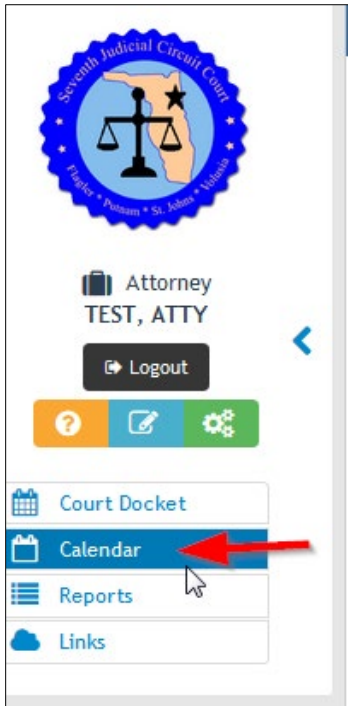 Seventh Judicial Circuit Court
Flagler * Putnam * St. Johns * Volusia
Attorney
TEST, ATTY
Logout
?
Court Docket
Calendar
Reports
Links